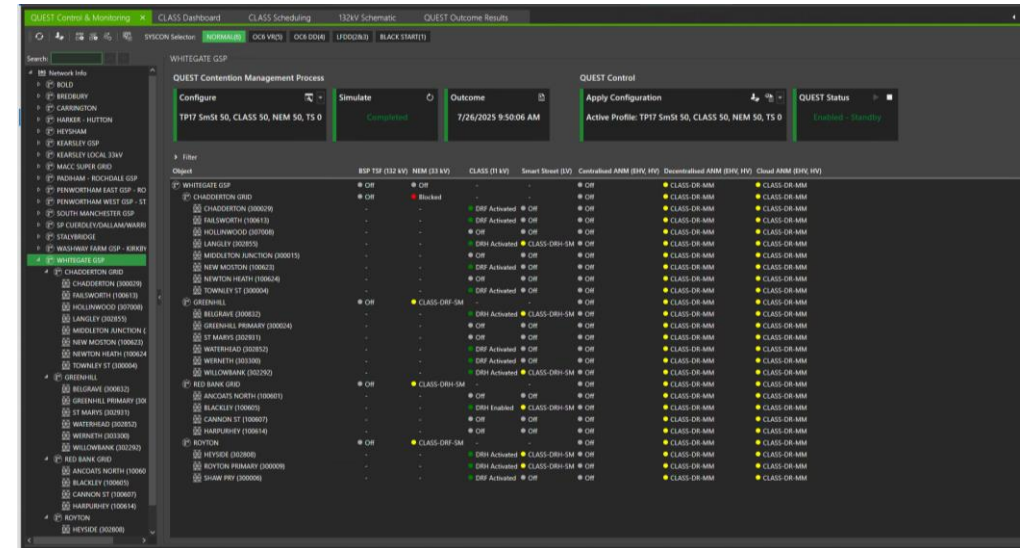 QUEST Control & Monitoring × CLASS Dashboard CLASS Scheduling 132kV Schematic QUEST Outcome Results
SYSCON Selector: NORMAL(0) OC6 VR(5) OC6 DD(4) LFDD(2&3) BLACK START(1)
Search:
Network Info
BOLD
BREDBURY
CARRINGTON
HARKER - HUTTON
HEYSHAM
KEARSLEY GSP
KEARSLEY LOCAL 33kV
MACC SUPER GRID
PADIHAM - ROCHDALE GSP
PENWORTHAM EAST GSP - RO
PENWORTHAM WEST GSP - ST
SOUTH MANCHESTER GSP
SP CUERDLEY/DALLAM/WARRI
STALYBRIDGE
WASHWAY FARM GSP - KIRKBY
WHITEGATE GSP
CHADDERTON GRID
CHADDERTON (300029)
FAILSWORTH (100613)
HOLLINWOOD (307008)
LANGLEY (302855)
MIDDLETON JUNCTION (
NEW MOSTON (100623)
NEWTON HEATH (100624
TOWNLEY ST (300004)
GREENHILL
BELGRAVE (300832)
GREENHILL PRIMARY (300
ST MARYS (302931)
WATERHEAD (302852)
WERNETH (303300)
WILLOWBANK (302292)
RED BANK GRID
ANCOATS NORTH (10060
BLACKLEY (100605)
CANNON ST (100607)
HARPURHEY (100614)
ROYTON
HEYSIDE (302808)
WHITEGATE GSP
QUEST Contention Management Process
Configure
TP17 SmSt 50, CLASS 50, NEM 50, TS 0
Simulate
Completed
Outcome
7/26/2025 9:50:06 AM
QUEST Control
Apply Configuration
Active Profile: TP17 SmSt 50, CLASS 50, NEM 50, TS 0
QUEST Status
Enabled - Standby
Filter
Object BSP TSF (132 kV) NEM (33 kV) CLASS (11 kV) Smart Street (LV) Centralised ANM (EHV, HV) Decentralised ANM (EHV, HV) Cloud ANM (EHV, HV)
WHITEGATE GSP Off Off - - Off CLASS-DR-MM CLASS-DR-MM
CHADDERTON GRID Off Blocked - - Off CLASS-DR-MM CLASS-DR-MM
CHADDERTON (300029) - - DRF Activated Off Off CLASS-DR-MM CLASS-DR-MM
FAILSWORTH (100613) - - DRF Activated Off Off CLASS-DR-MM CLASS-DR-MM
HOLLINWOOD (307008) - - Off Off Off CLASS-DR-MM CLASS-DR-MM
LANGLEY (302855) - - DRH Activated CLASS-DRH-SM Off CLASS-DR-MM CLASS-DR-MM
MIDDLETON JUNCTION (300015) - - Off Off Off CLASS-DR-MM CLASS-DR-MM
NEW MOSTON (100623) - - DRF Activated Off Off CLASS-DR-MM CLASS-DR-MM
NEWTON HEATH (100624) - - Off Off Off CLASS-DR-MM CLASS-DR-MM
TOWNLEY ST (300004) - - DRF Activated Off Off CLASS-DR-MM CLASS-DR-MM
GREENHILL Off CLASS-DRF-SM - - Off CLASS-DR-MM CLASS-DR-MM
BELGRAVE (300832) - - DRH Activated CLASS-DRH-SM Off CLASS-DR-MM CLASS-DR-MM
GREENHILL PRIMARY (300024) - - Off Off Off CLASS-DR-MM CLASS-DR-MM
ST MARYS (302931) - - Off Off Off CLASS-DR-MM CLASS-DR-MM
WATERHEAD (302852) - - DRF Activated Off Off CLASS-DR-MM CLASS-DR-MM
WERNETH (303300) - - DRF Activated Off Off CLASS-DR-MM CLASS-DR-MM
WILLOWBANK (302292) - - DRH Activated CLASS-DRH-SM Off CLASS-DR-MM CLASS-DR-MM
RED BANK GRID Off CLASS-DRH-SM - - Off CLASS-DR-MM CLASS-DR-MM
ANCOATS NORTH (100601) - - Off Off Off CLASS-DR-MM CLASS-DR-MM
BLACKLEY (100605) - - DRH Enabled CLASS-DRH-SM Off CLASS-DR-MM CLASS-DR-MM
CANNON ST (100607) - - Off Off Off CLASS-DR-MM CLASS-DR-MM
HARPURHEY (100614) - - Off Off Off CLASS-DR-MM CLASS-DR-MM
ROYTON Off CLASS-DRF-SM - - Off CLASS-DR-MM CLASS-DR-MM
HEYSIDE (302808) - - DRH Activated CLASS-DRH-SM Off CLASS-DR-MM CLASS-DR-MM
ROYTON PRIMARY (300009) - - DRH Activated CLASS-DRH-SM Off CLASS-DR-MM CLASS-DR-MM
SHAW PRY (300006) - - DRF Activated Off Off CLASS-DR-MM CLASS-DR-MM